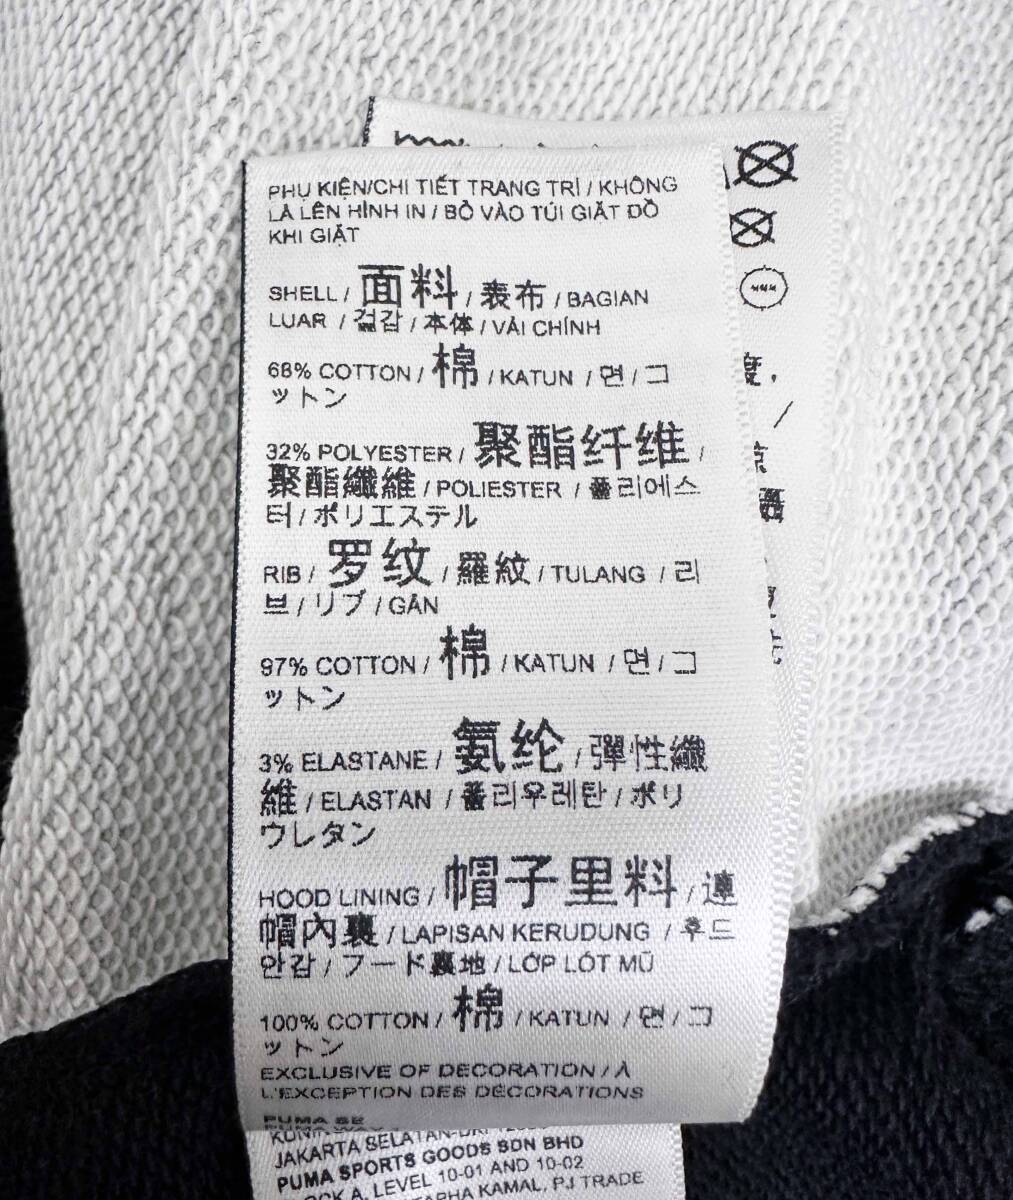 PHỤ KIỆN/CHI TIẾT TRANG TRÍ / KHÔNG
LÀ LÊN HÌNH IN / BỎ VÀO TÚI GIẶT ĐỒ
KHI GIẶT
SHELL / 面料 / 表布 / BAGIAN
LUAR / 겉감 / 本体 / VẢI CHÍNH
68% COTTON / 棉 / KATUN / 면 / コ
ットン
32% POLYESTER / 聚酯纤维 /
聚酯纖維 / POLIESTER / 폴리에스
터 / ポリエステル
RIB / 罗纹 / 羅紋 / TULANG / 리
브 / リブ / GÂN
97% COTTON / 棉 / KATUN / 면 / コ
ットン
3% ELASTANE / 氨纶 / 彈性纖
維 / ELASTAN / 폴리우레탄 / ポリ
ウレタン
HOOD LINING / 帽子里料 / 連
帽內裏 / LAPISAN KERUDUNG / 후드
안감 / フード裏地 / LỚP LÓT MŨ
100% COTTON / 棉 / KATUN / 면 / コ
ットン
EXCLUSIVE OF DECORATION / À
L'EXCEPTION DES DÉCORATIONS
PUMA SE
JAKARTA SELATAN-DKI
PUMA SPORTS GOODS SDN BHD
A, LEVEL 10-01 AND 10-02
KAMAL, PJ TRADE
度,
/